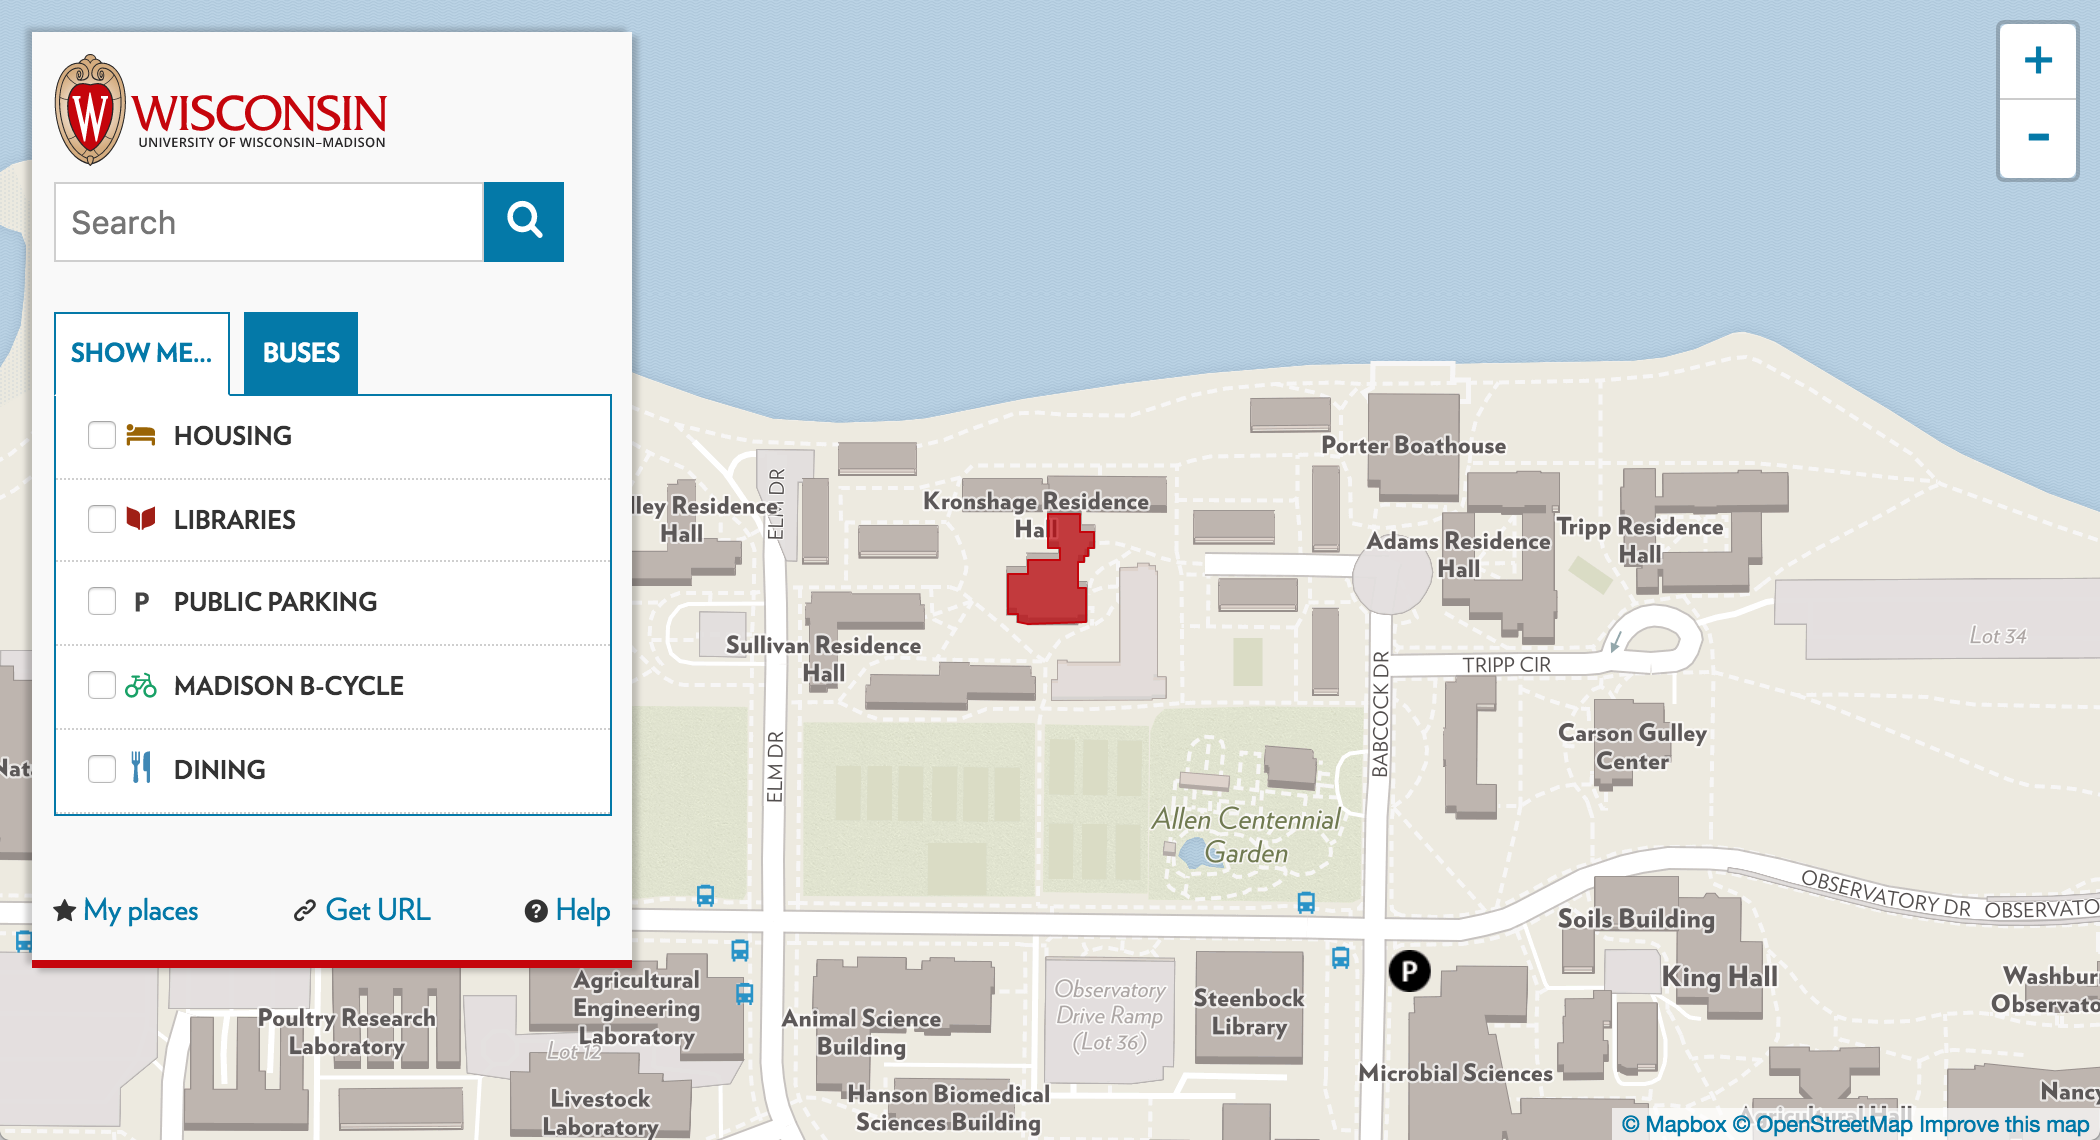 W
WISCONSIN
UNIVERSITY OF WISCONSIN–MADISON
Search
SHOW ME...
BUSES
HOUSING
LIBRARIES
P PUBLIC PARKING
MADISON B-CYCLE
DINING
My places
Get URL
? Help
+
-
Porter Boathouse
Kronshage Residence
Hall
lley Residence
Hall
ELM DR
Adams Residence
Hall
Tripp Residence
Hall
Sullivan Residence
Hall
Lot 34
TRIPP CIR
BABCOCK DR
ELM DR
Carson Gulley
Center
Nat
Allen Centennial
Garden
OBSERVATORY DR
OBSERVATO
Soils Building
King Hall
P
Washbur
Observato
Agricultural
Engineering
Laboratory
Poultry Research
Laboratory
Lot 12
Animal Science
Building
Observatory
Drive Ramp
(Lot 36)
Steenbock
Library
Microbial Sciences
Livestock
Laboratory
Hanson Biomedical
Sciences Building
Nancy
Agricultural Hall
© Mapbox © OpenStreetMap Improve this map